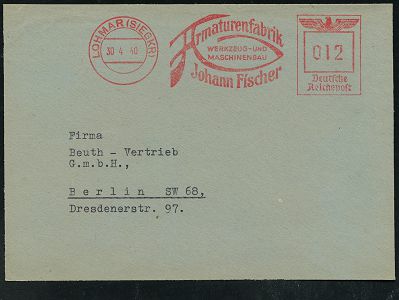 LOHMAR (SIEGKR)
30.4.40
Armaturenfabrik
WERKZEUG-UND
MASCHINENBAU
Johann Fischer
012
Deutsche
Reichspost
Firma
Beuth - Vertrieb
G.m.b.H.,
Berlin SW 68,
Dresdenerstr. 97.